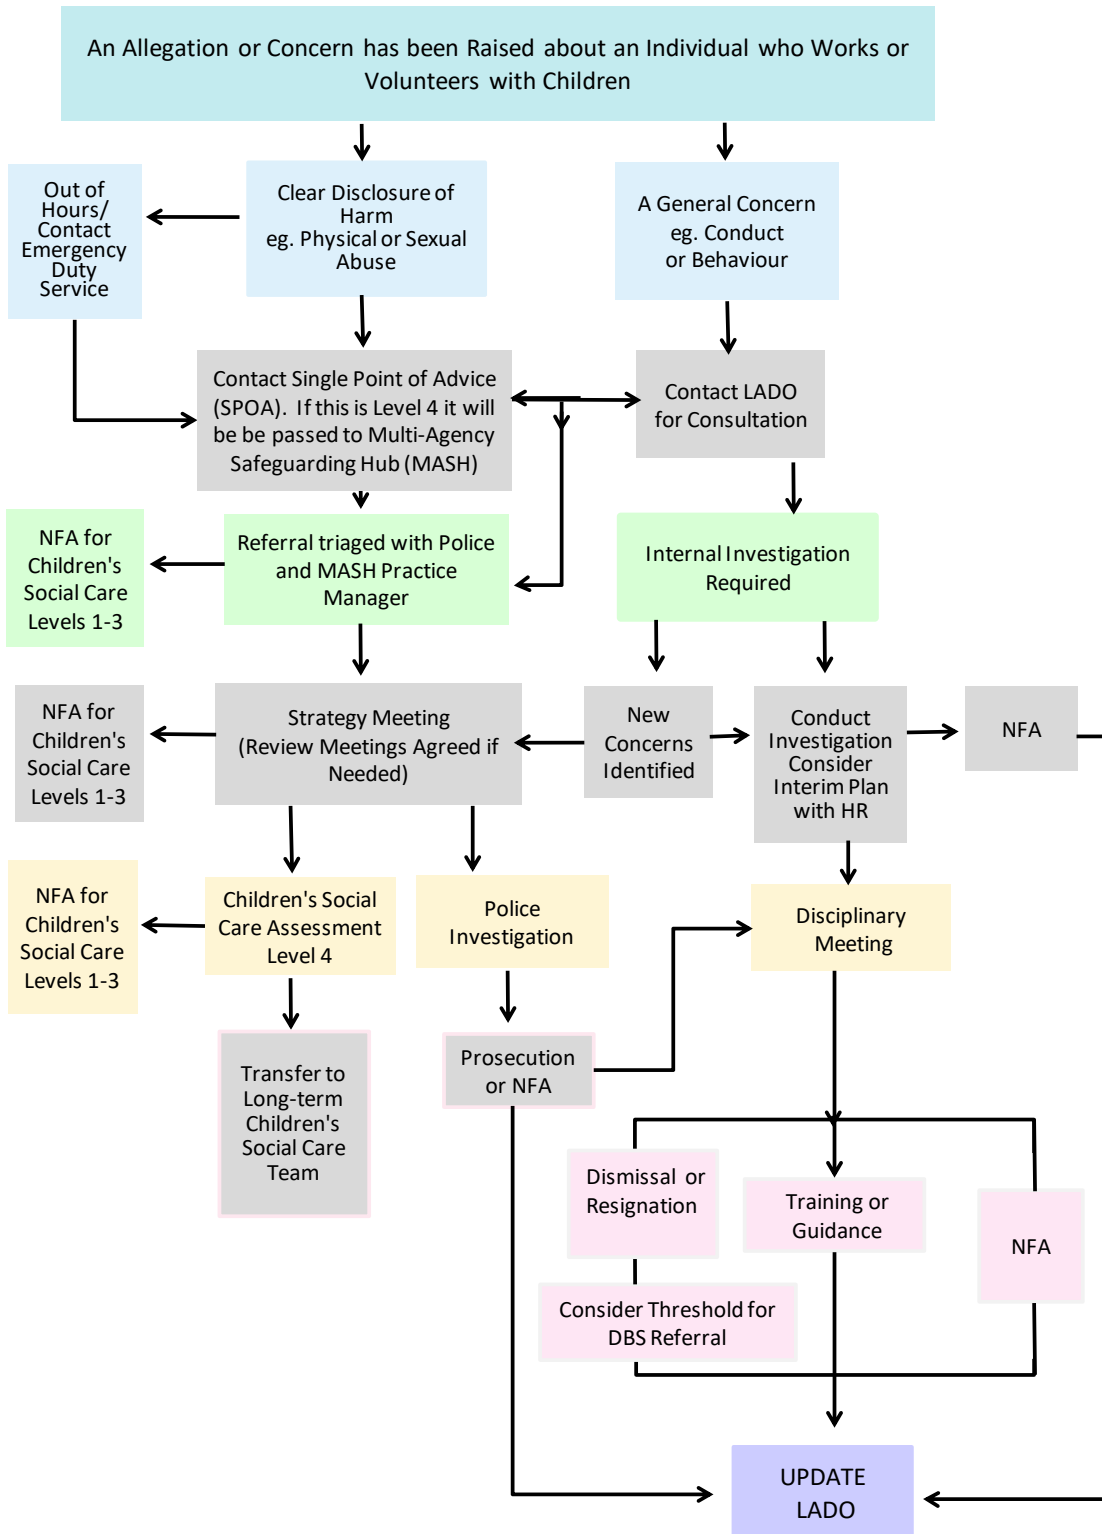 An Allegation or Concern has been Raised about an Individual who Works or
Volunteers with Children
Out of
Hours/
Contact
Emergency
Duty
Service
Clear Disclosure of
Harm
eg. Physical or Sexual
Abuse
A General Concern
eg. Conduct
or Behaviour
Contact Single Point of Advice
(SPOA). If this is Level 4 it will
be be passed to Multi-Agency
Safeguarding Hub (MASH)
Contact LADO
for Consultation
NFA for
Children's
Social Care
Levels 1-3
Referral triaged with Police
and MASH Practice
Manager
Internal Investigation
Required
NFA for
Children's
Social Care
Levels 1-3
Strategy Meeting
(Review Meetings Agreed if
Needed)
New
Concerns
Identified
Conduct
Investigation
Consider
Interim Plan
with HR
NFA
NFA for
Children's
Social Care
Levels 1-3
Children's Social
Care Assessment
Level 4
Police
Investigation
Disciplinary
Meeting
Transfer to
Long-term
Children's
Social Care
Team
Prosecution
or NFA
Dismissal or
Resignation
Training or
Guidance
NFA
Consider Threshold for
DBS Referral
UPDATE
LADO